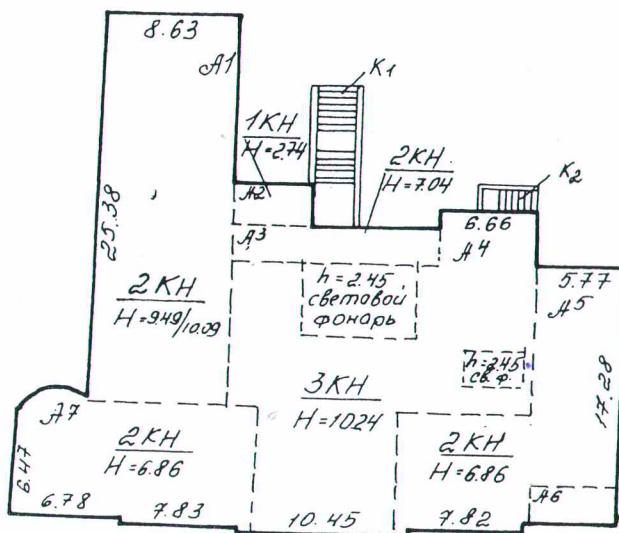 8.63
А1
К1
1КН
Н=2.74
2КН
Н=7.04
К2
А2
6.66
А3
А4
25.38
h=2.45
световой
фонарь
5.77
А5
2КН
Н=9.49/10.09
h=2.45
св.ф.
17.28
3КН
Н=1024
А7
2КН
Н=6.86
2КН
Н=6.86
6.47
А6
6.78
7.83
10.45
7.82